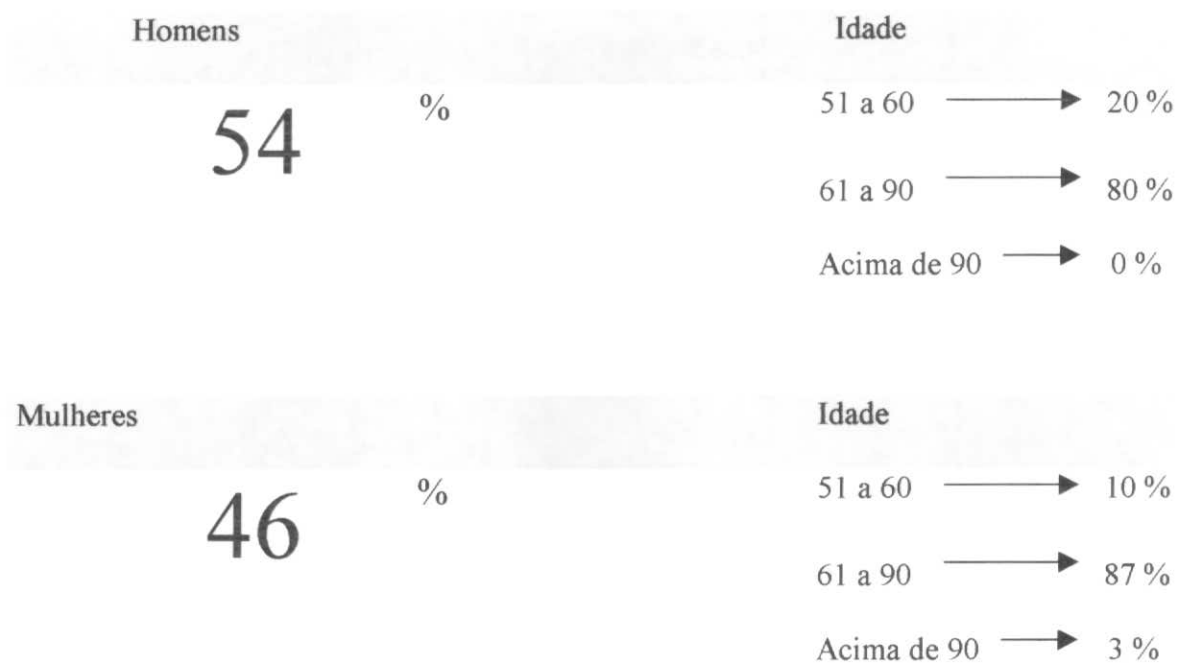 Homens Idade
54 % 51 a 60 20 %
61 a 90 80 %
Acima de 90 0 %
Mulheres Idade
46 % 51 a 60 10 %
61 a 90 87 %
Acima de 90 3 %